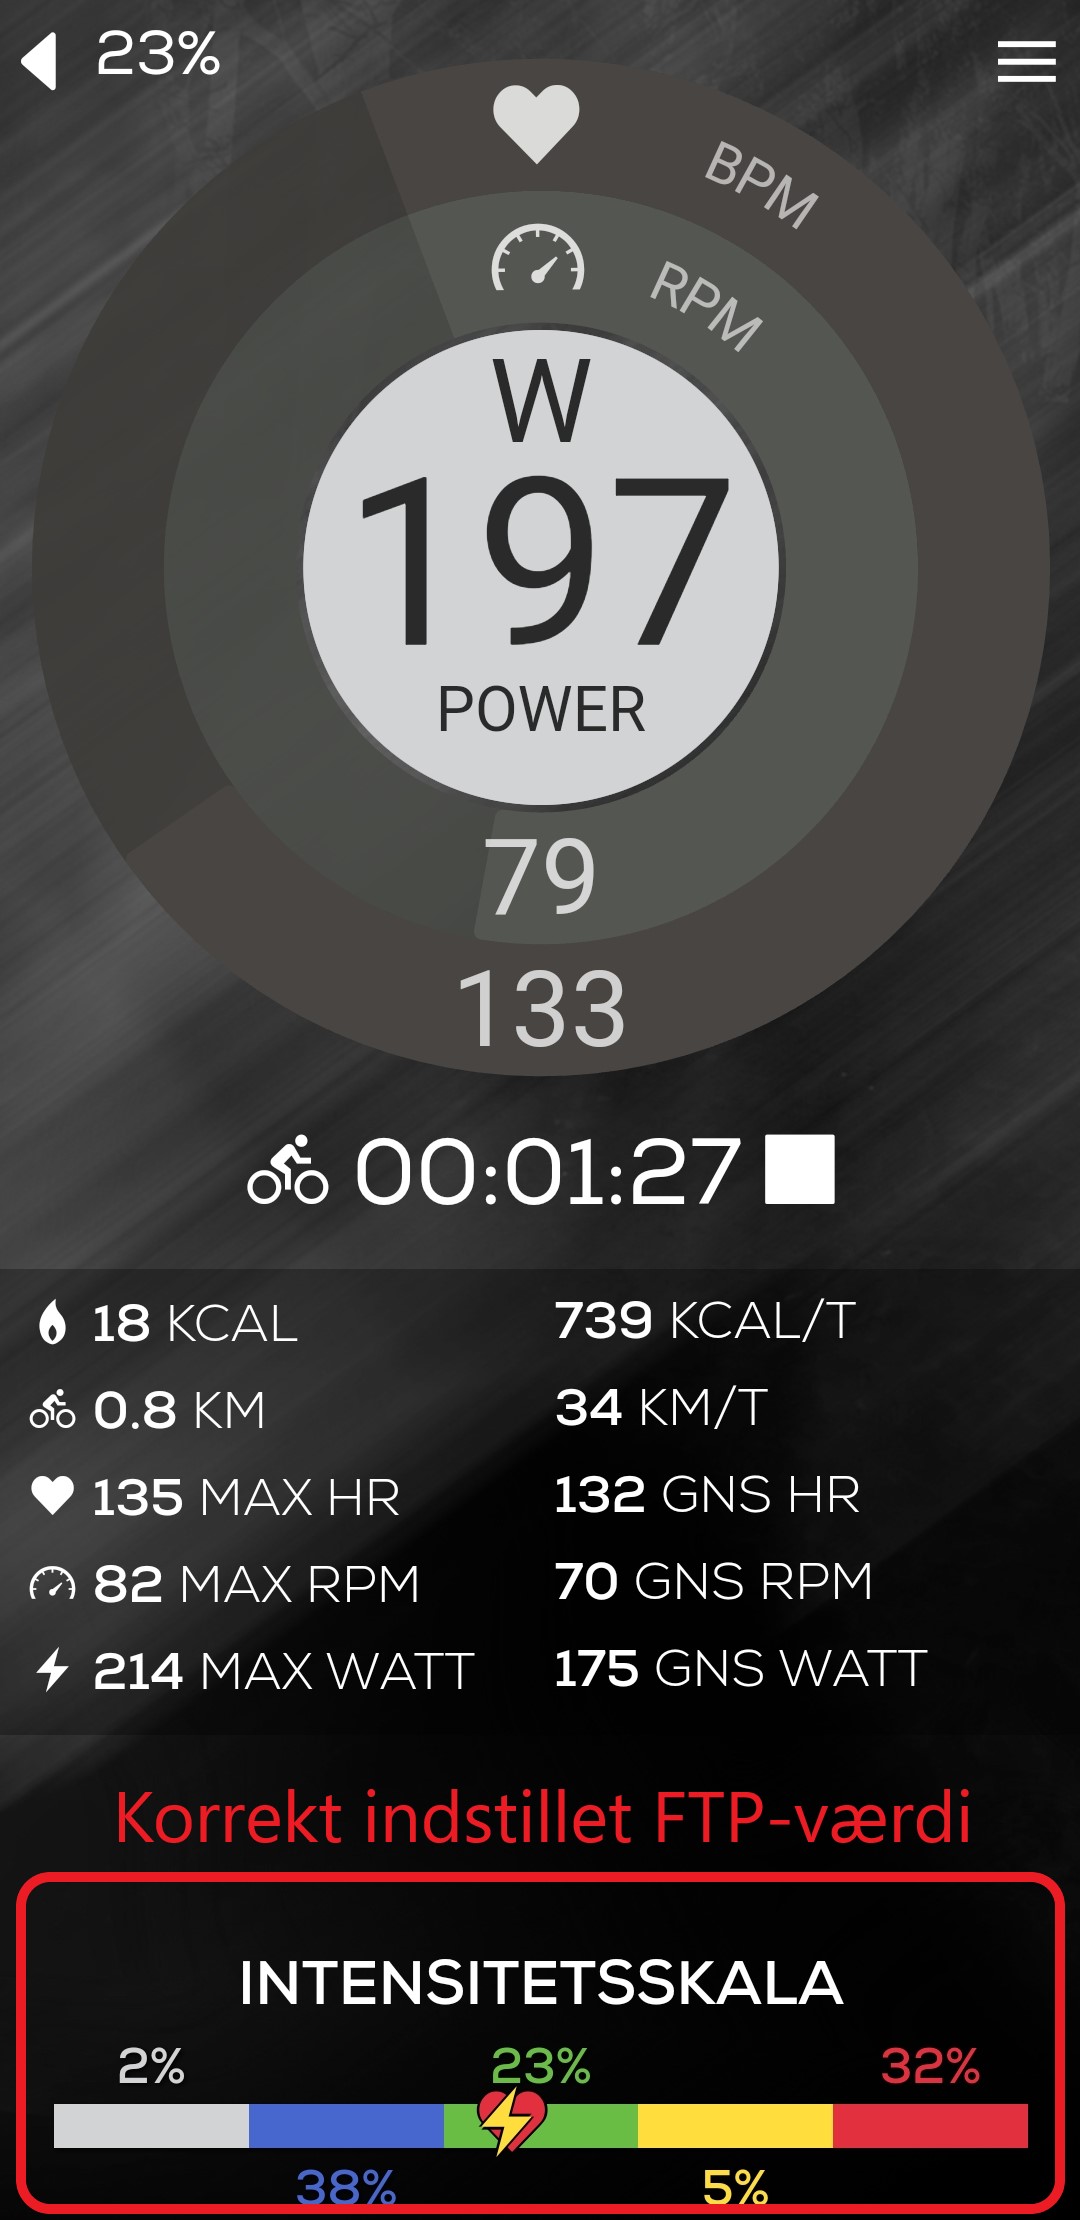 23%
BPM
RPM
W
197
POWER
79
133
00:01:27
18 KCAL
739 KCAL/T
0.8 KM
34 KM/T
135 MAX HR
132 GNS HR
82 MAX RPM
70 GNS RPM
214 MAX WATT
175 GNS WATT
Korrekt indstillet FTP-værdi
INTENSITETSSKALA
2% 23% 32%
38% 5%